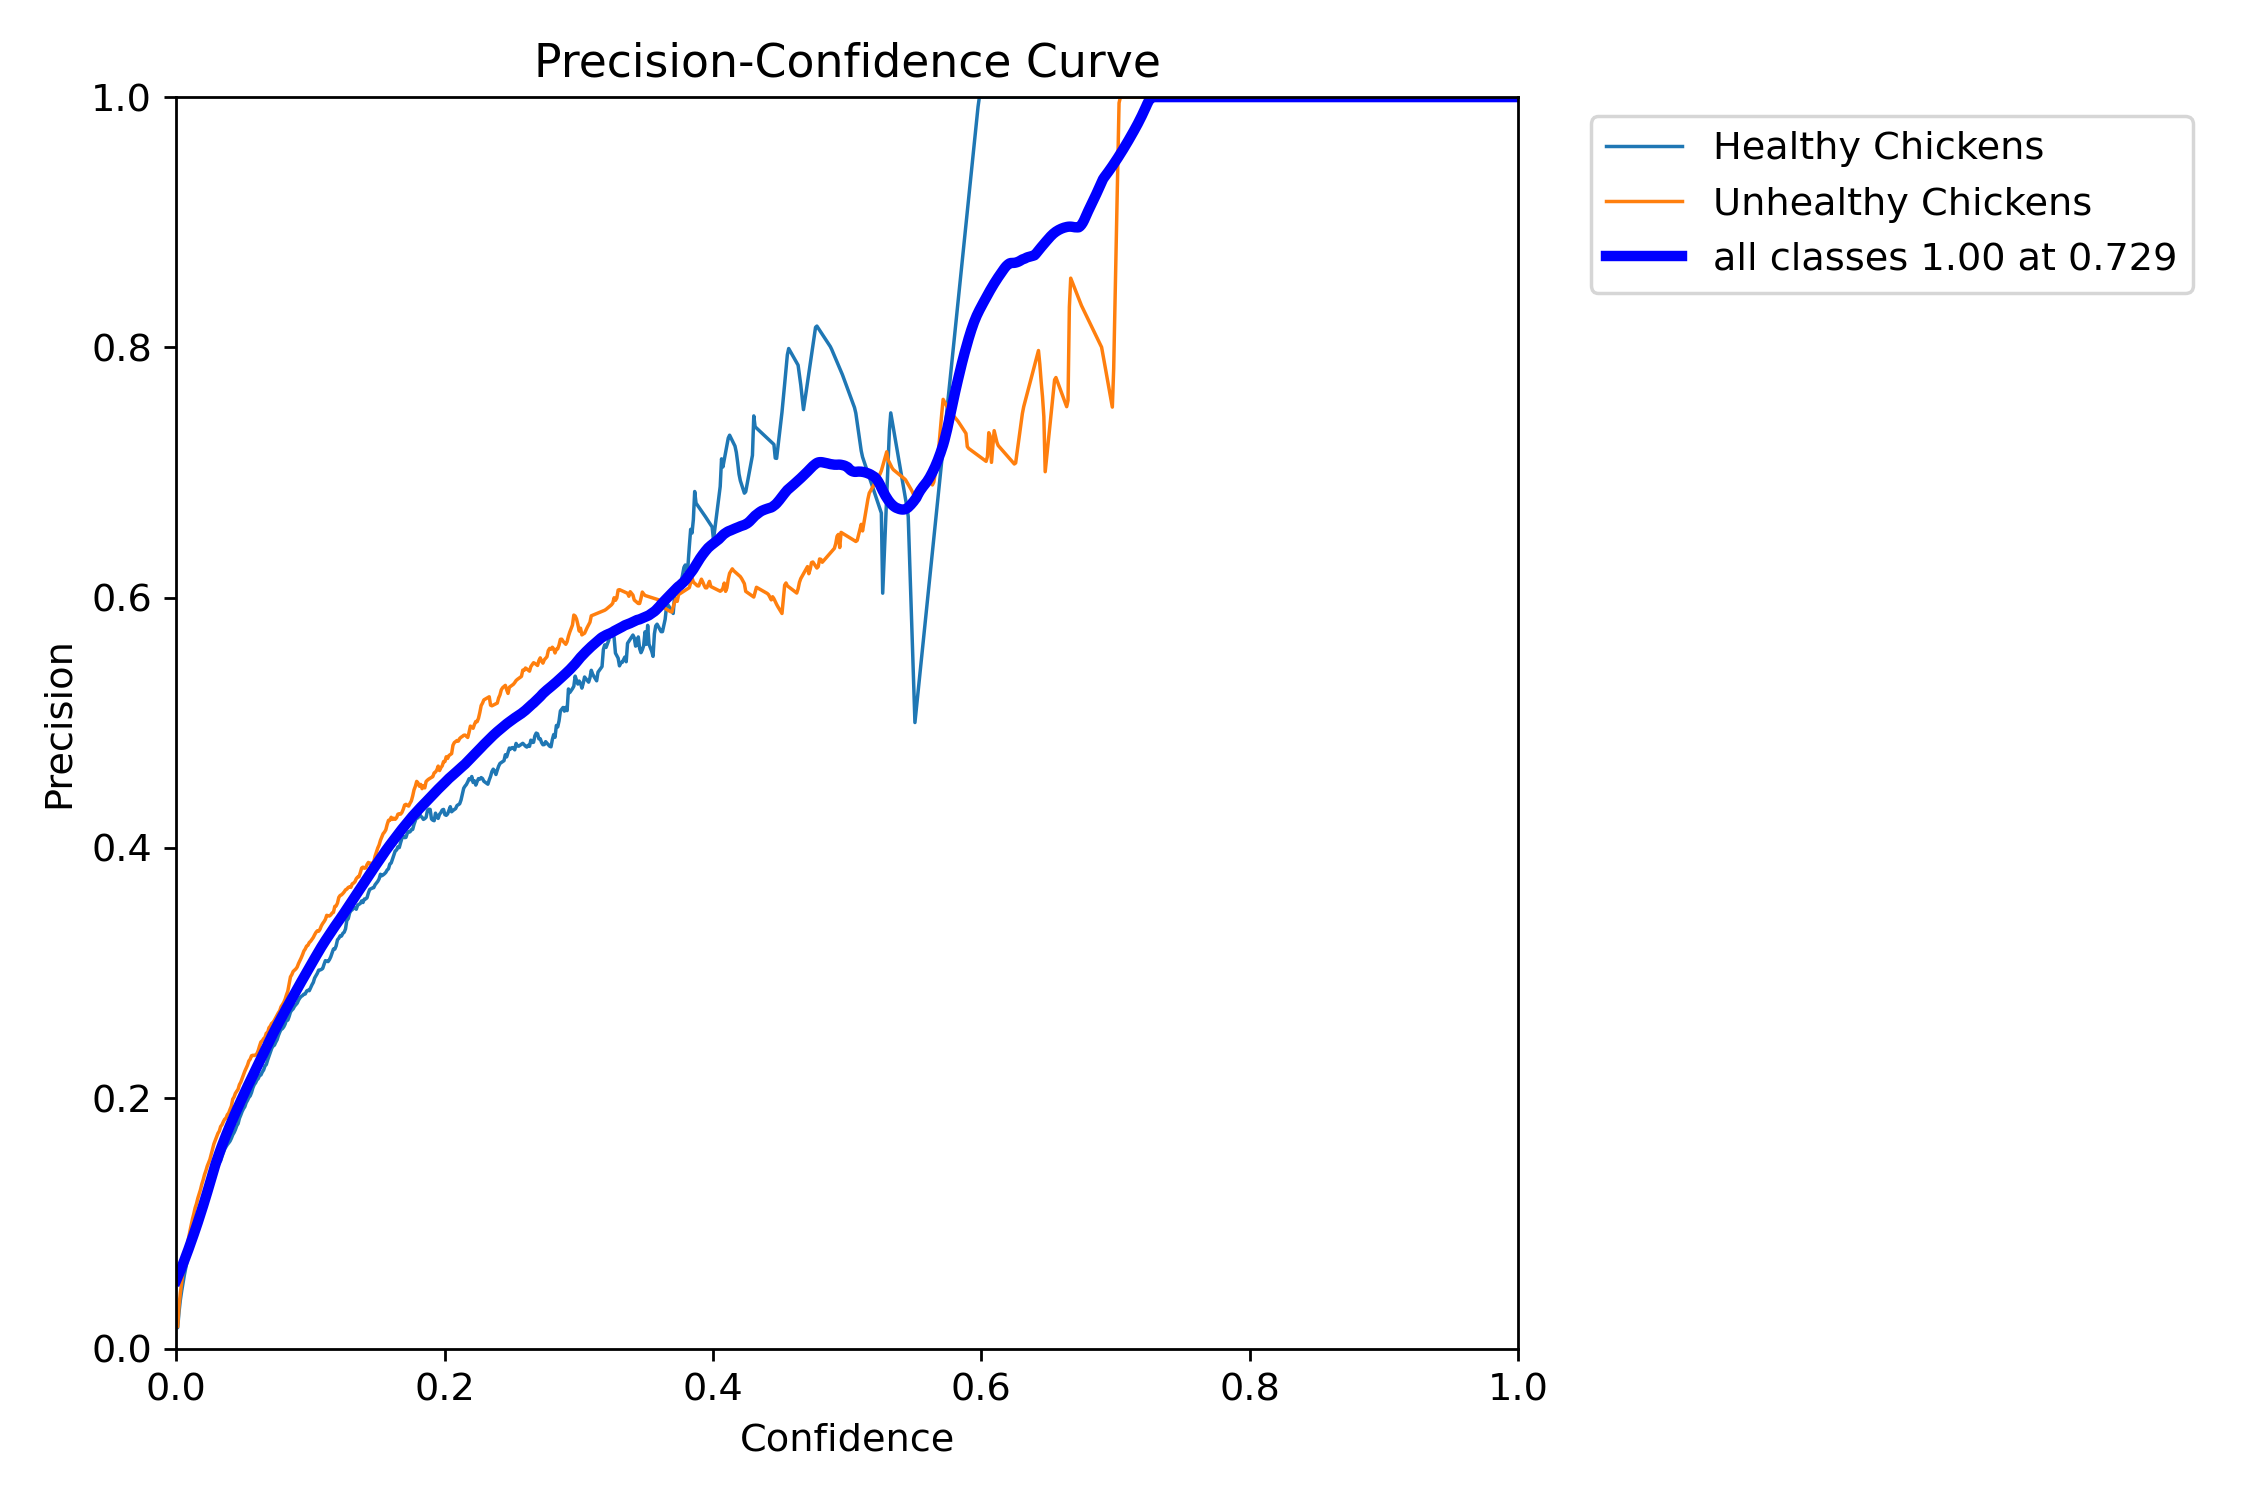 Precision-Confidence Curve
1.0
0.8
0.6
0.4
0.2
0.0
Precision
0.0 0.2 0.4 0.6 0.8 1.0
Confidence
Healthy Chickens
Unhealthy Chickens
all classes 1.00 at 0.729